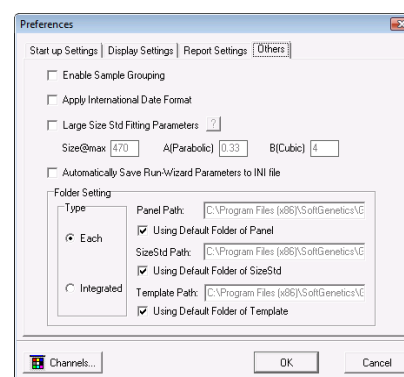 Preferences
Start up Settings Display Settings Report Settings Others
Enable Sample Grouping
Apply International Date Format
Large Size Std Fitting Parameters ?
Size@max 470 A(Parabolic) 0.33 B(Cubic) 4
Automatically Save Run-Wizard Parameters to INI file
Folder Setting
Type
Each
Integrated
Panel Path: C:\Program Files (x86)\SoftGenetics\G
Using Default Folder of Panel
SizeStd Path: C:\Program Files (x86)\SoftGenetics\G
Using Default Folder of SizeStd
Template Path: C:\Program Files (x86)\SoftGenetics\G
Using Default Folder of Template
Channels... OK Cancel